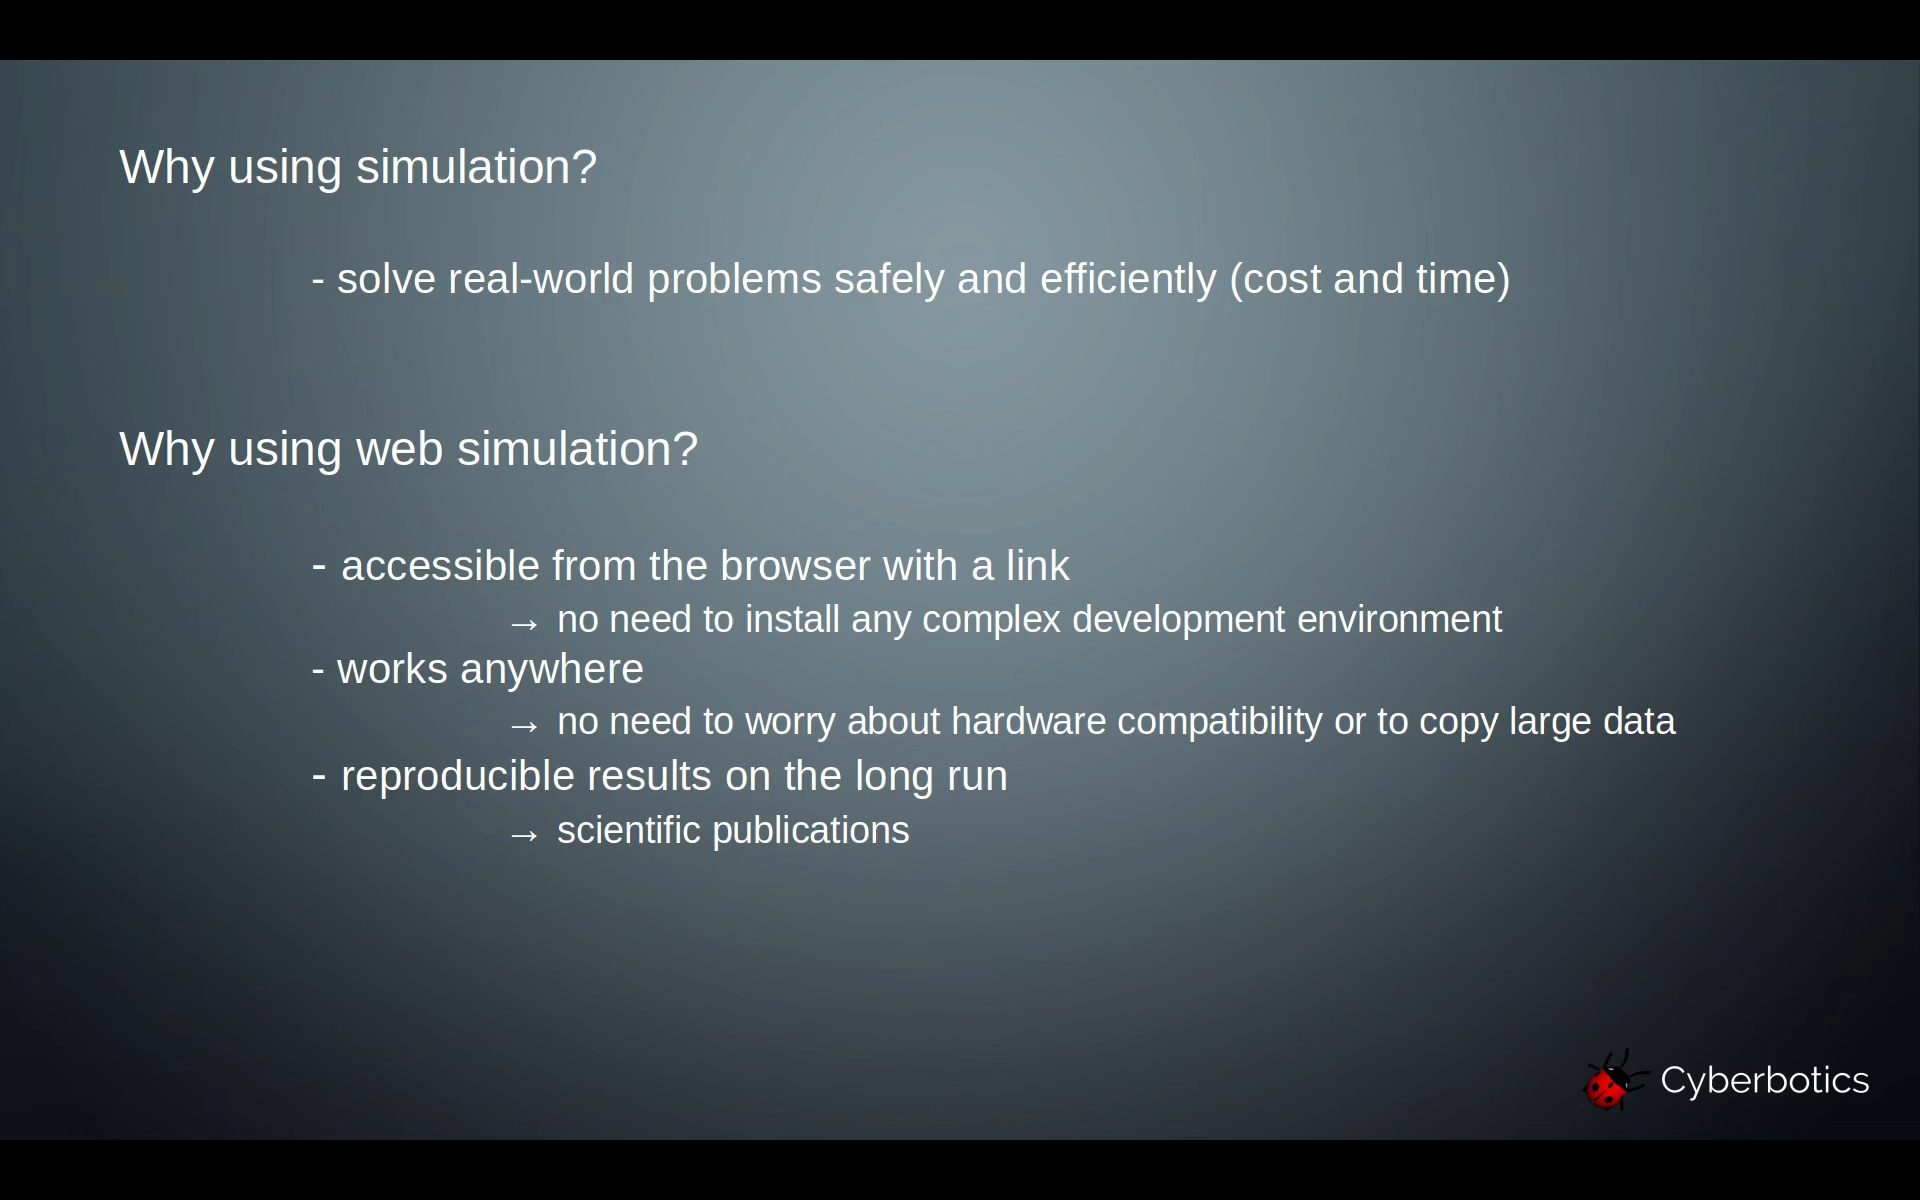 Why using simulation?
- solve real-world problems safely and efficiently (cost and time)
Why using web simulation?
- accessible from the browser with a link
→ no need to install any complex development environment
- works anywhere
→ no need to worry about hardware compatibility or to copy large data
- reproducible results on the long run
→ scientific publications
Cyberbotics